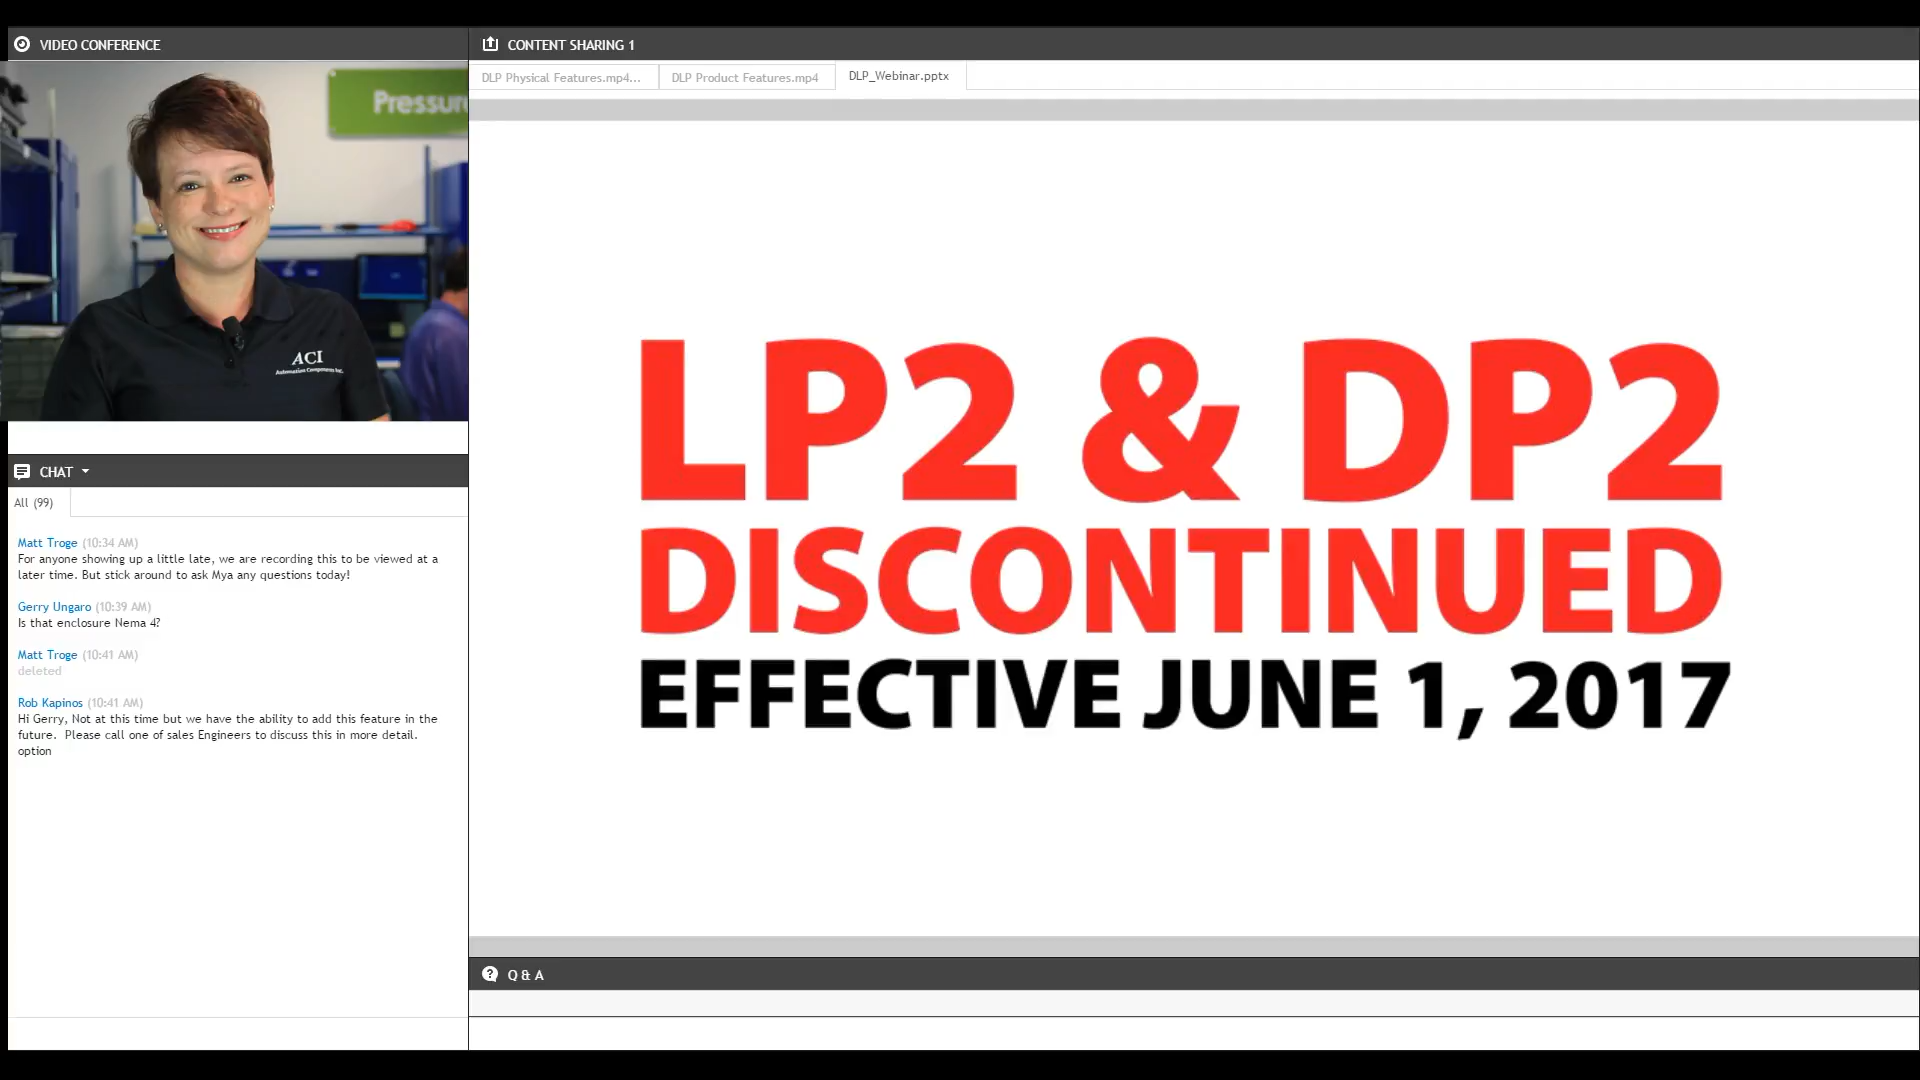 VIDEO CONFERENCE
Pressur
ACI
Automation Components Inc.
CHAT
All (99)
Matt Troge (10:34 AM)
For anyone showing up a little late, we are recording this to be viewed at a
later time. But stick around to ask Mya any questions today!
Gerry Ungaro (10:39 AM)
Is that enclosure Nema 4?
Matt Troge (10:41 AM)
deleted
Rob Kapinos (10:41 AM)
Hi Gerry, Not at this time but we have the ability to add this feature in the
future.  Please call one of sales Engineers to discuss this in more detail.
option
CONTENT SHARING 1
DLP Physical Features.mp4...
DLP Product Features.mp4
DLP_Webinar.pptx
LP2 & DP2
DISCONTINUED
EFFECTIVE JUNE 1, 2017
Q & A